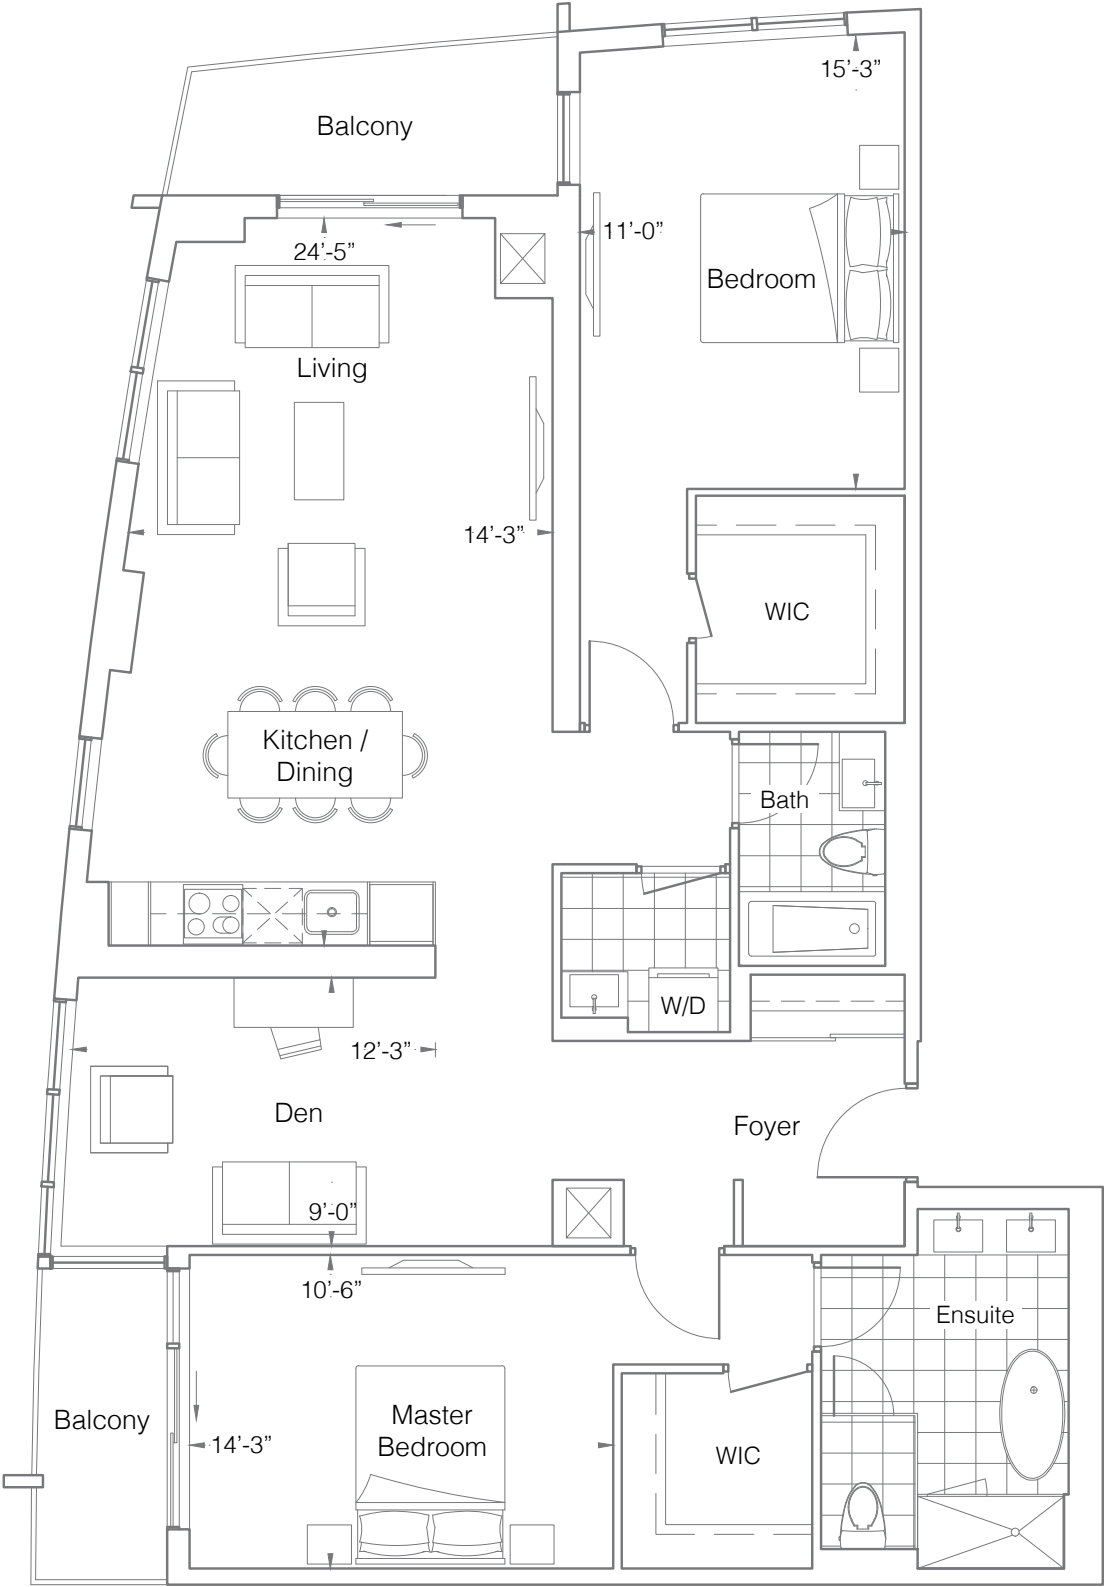 15’-3”
Balcony
11’-0”
24’-5”
Bedroom
Living
14’-3”
WIC
Kitchen /
Dining
Bath
W/D
12’-3”
Den
Foyer
9’-0”
10’-6”
Ensuite
Balcony
Master
Bedroom
14’-3”
WIC